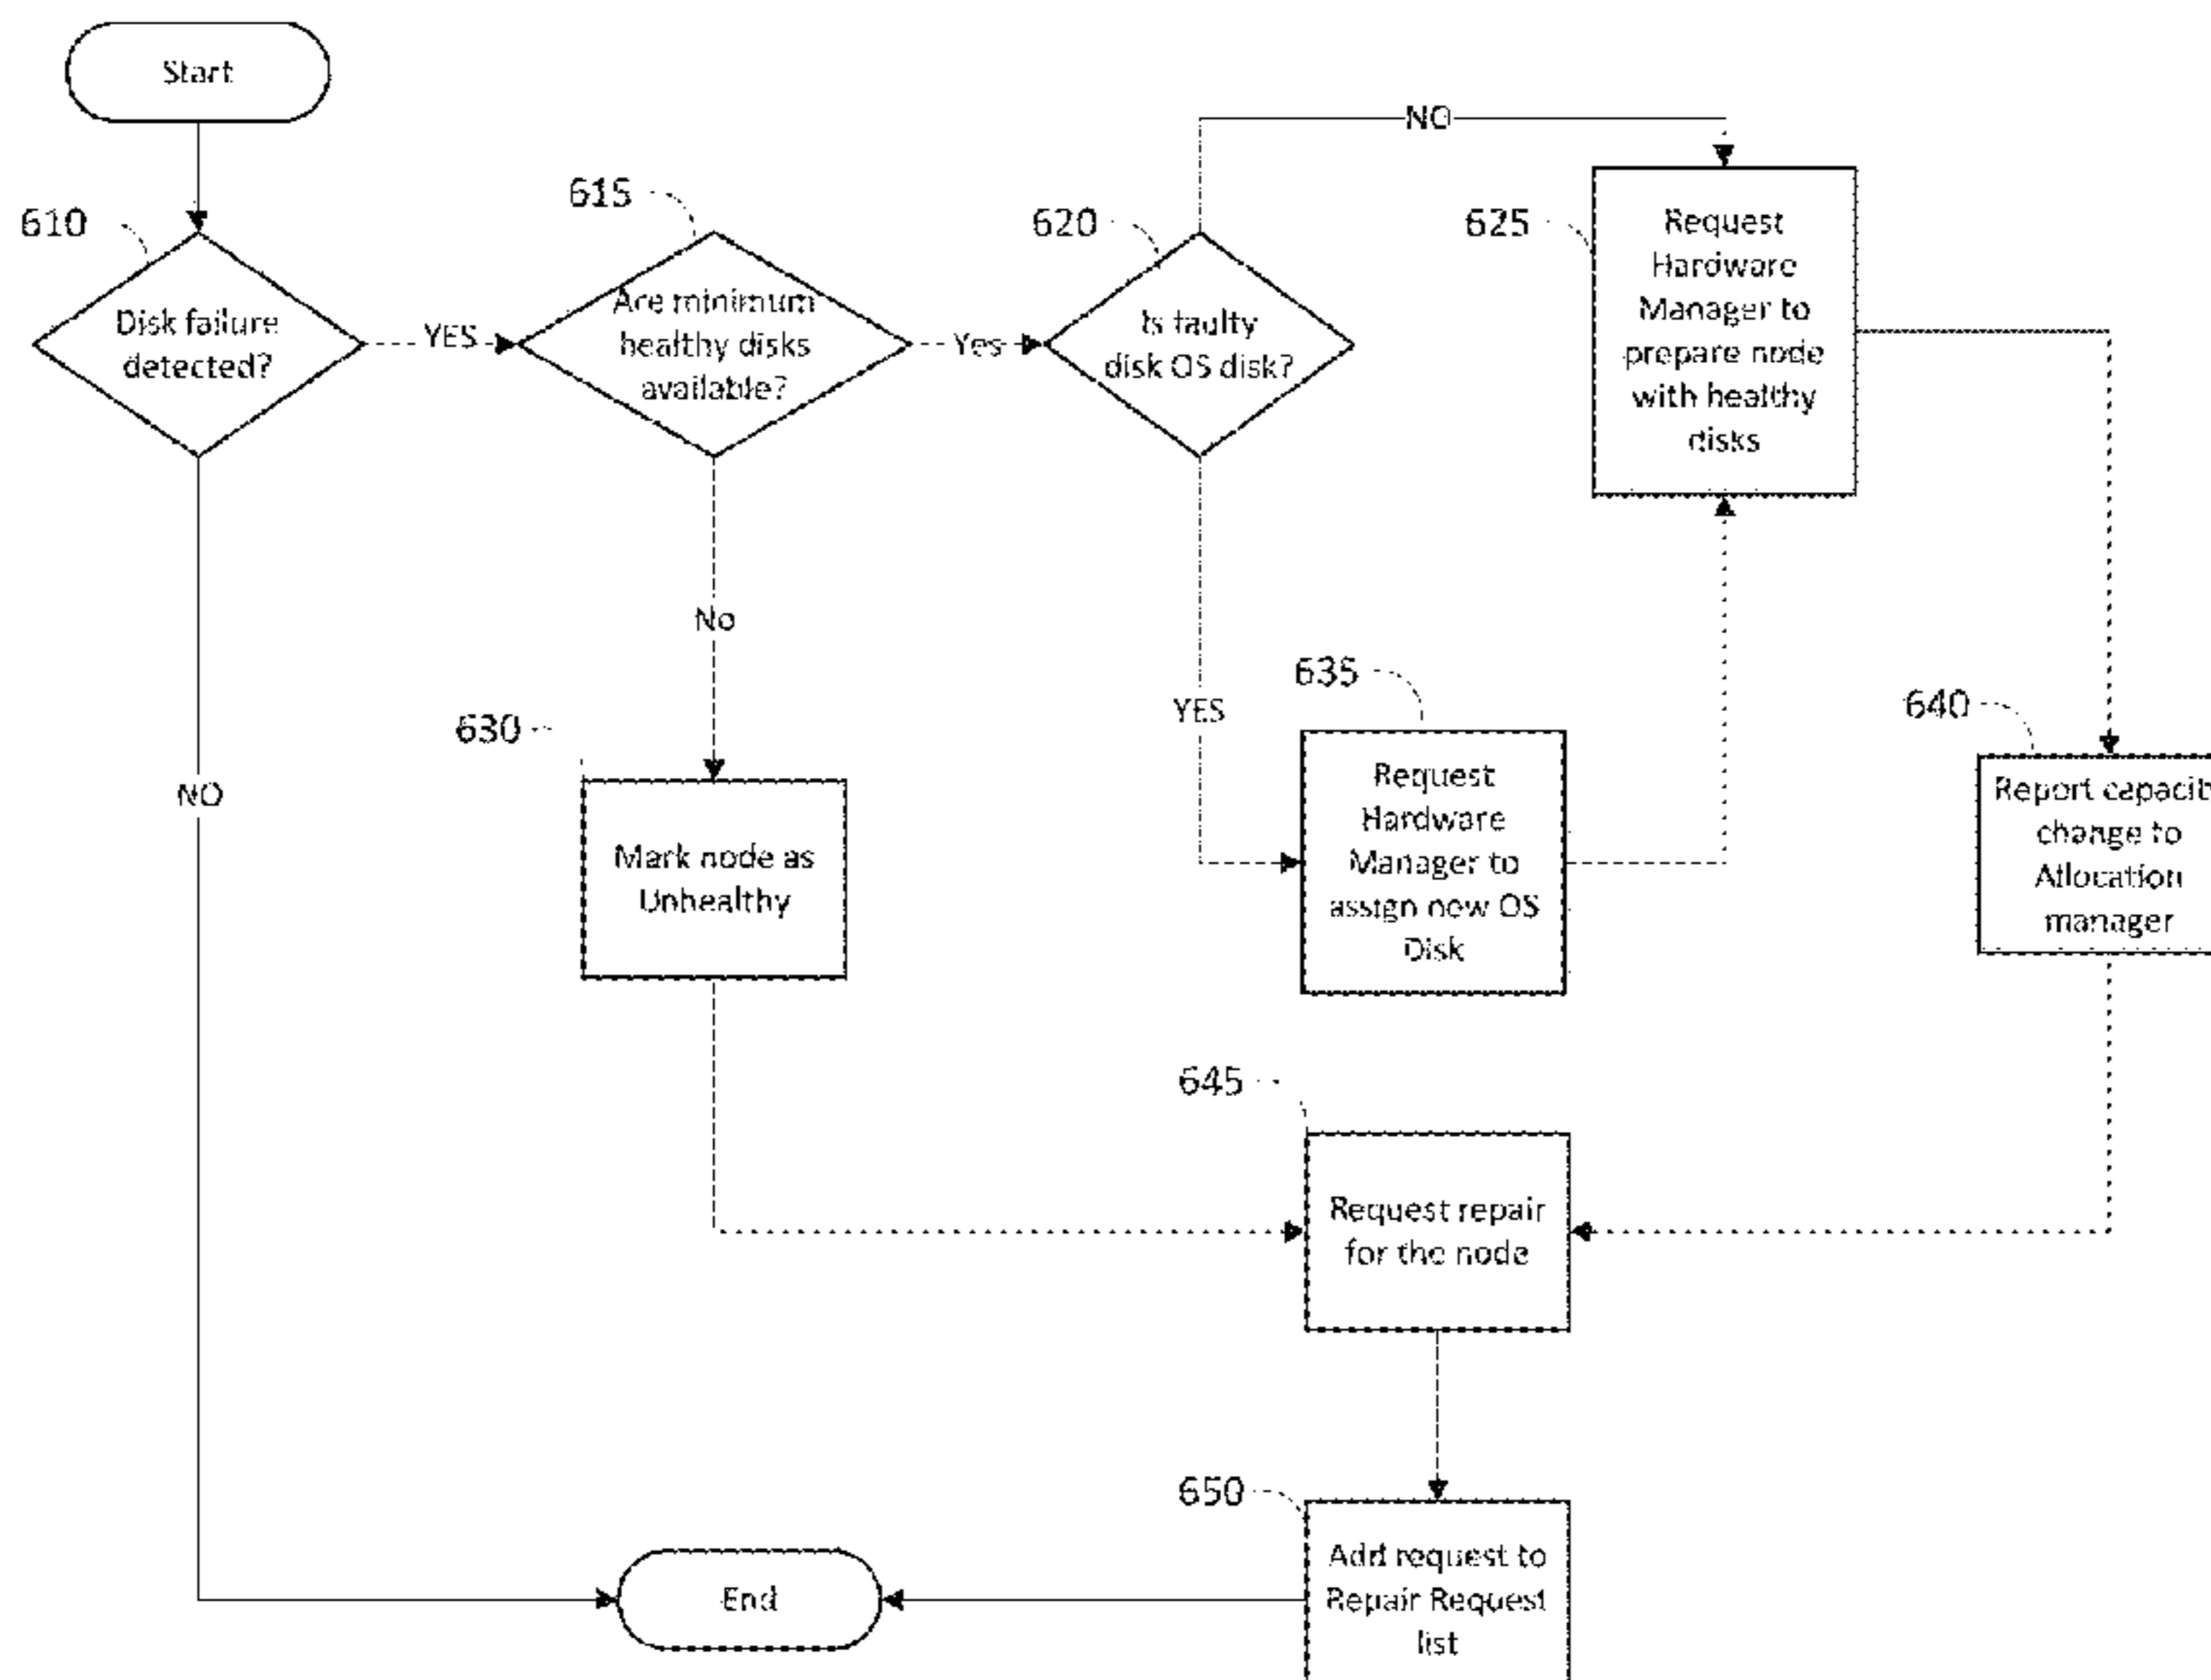 Start
NO
610
615
620
625
Disk failure
detected?
YES
Are minimum
healthy disks
available?
Yes
Is faulty
disk OS disk?
Request
Hardware
Manager to
prepare node
with healthy
disks
No
YES
NO
630
Mark node as
Unhealthy
635
Request
Hardware
Manager to
assign new OS
Disk
640
Report capacit
change to
Allocation
manager
645
Request repair
for the node
650
Add request to
Repair Request
list
End